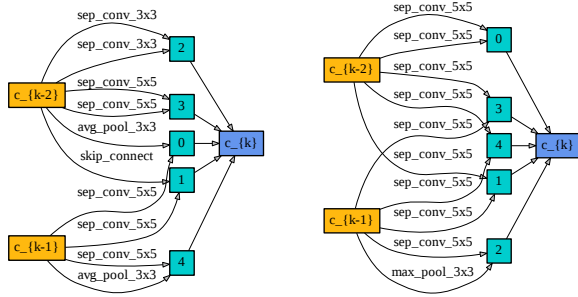 sep_conv_3x3
sep_conv_3x3
2
c_{k-2}
sep_conv_5x5
sep_conv_5x5
3
avg_pool_3x3
0
c_{k}
skip_connect
1
sep_conv_5x5
sep_conv_5x5
c_{k-1}
sep_conv_5x5
4
avg_pool_3x3
sep_conv_5x5
sep_conv_5x5
0
c_{k-2}
sep_conv_5x5
sep_conv_5x5
3
sep_conv_5x5
4
c_{k}
sep_conv_5x5
1
sep_conv_5x5
c_{k-1}
sep_conv_5x5
sep_conv_5x5
2
max_pool_3x3